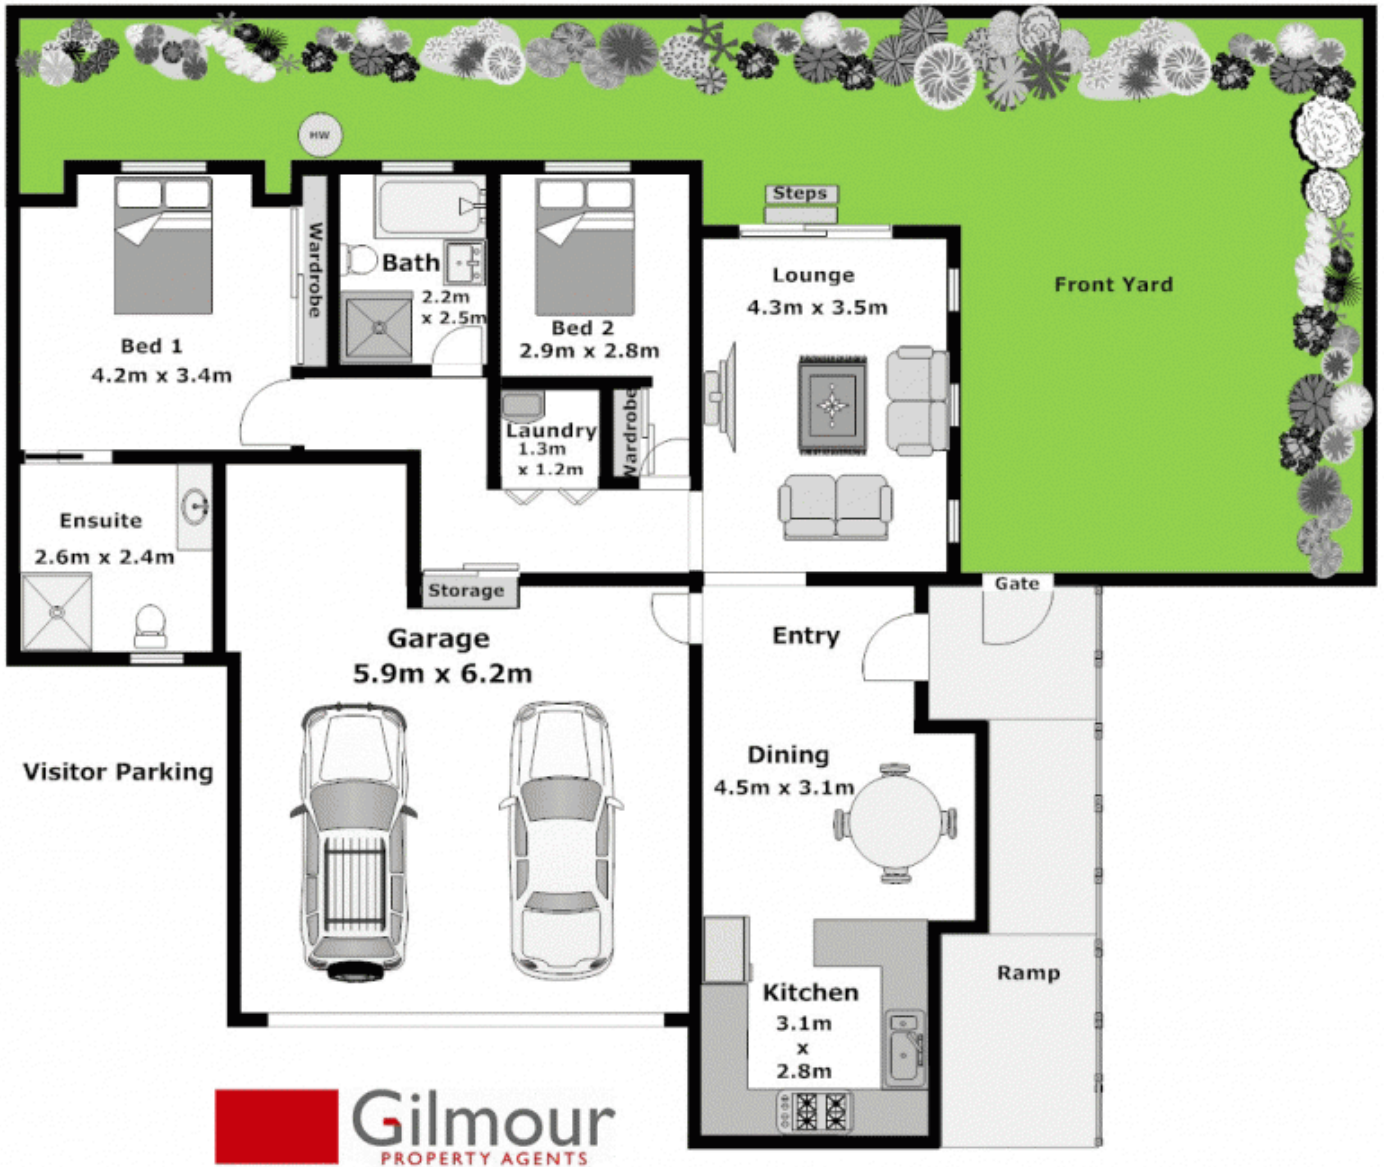 HW
Steps
Wardrobe
Bath
2.2m
x 2.5m
Lounge
4.3m x 3.5m
Front Yard
Bed 1
4.2m x 3.4m
Bed 2
2.9m x 2.8m
Laundry
1.3m
x 1.2m
Wardrobe
Ensuite
2.6m x 2.4m
Storage
Gate
Garage
5.9m x 6.2m
Entry
Visitor Parking
Dining
4.5m x 3.1m
Kitchen
3.1m
x
2.8m
Ramp
Gilmour
PROPERTY AGENTS